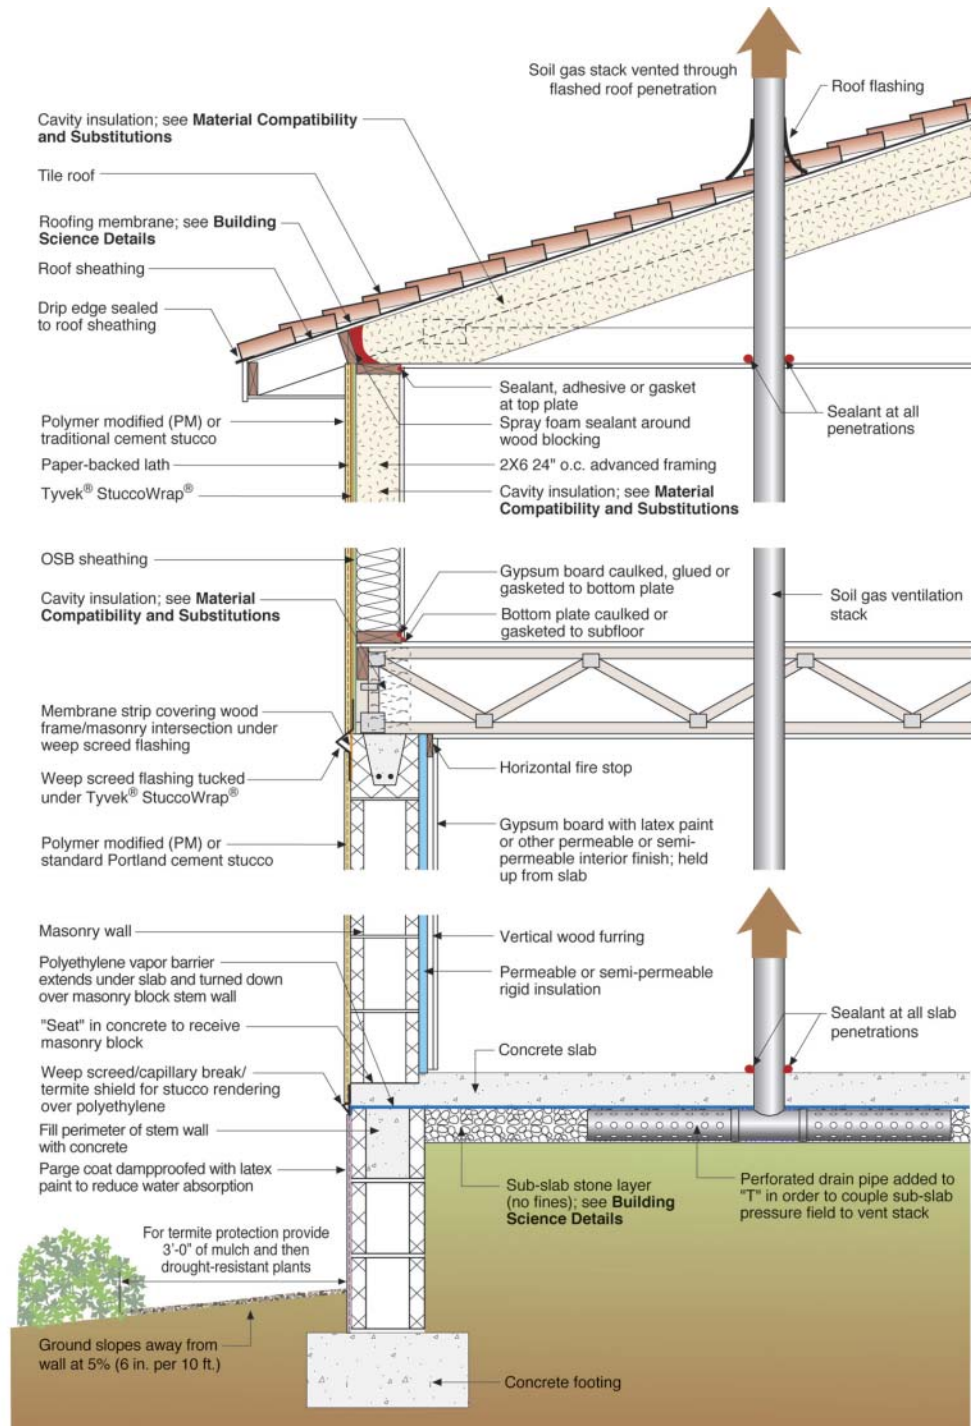 Soil gas stack vented through
flashed roof penetration
Roof flashing
Cavity insulation; see Material Compatibility
and Substitutions
Tile roof
Roofing membrane; see Building
Science Details
Roof sheathing
Drip edge sealed
to roof sheathing
Sealant, adhesive or gasket
at top plate
Spray foam sealant around
wood blocking
Sealant at all
penetrations
Polymer modified (PM) or
traditional cement stucco
Paper-backed lath
2X6 24" o.c. advanced framing
Tyvek® StuccoWrap®
Cavity insulation; see Material
Compatibility and Substitutions
OSB sheathing
Gypsum board caulked, glued or
gasketed to bottom plate
Soil gas ventilation
stack
Cavity insulation; see Material
Compatibility and Substitutions
Bottom plate caulked or
gasketed to subfloor
Membrane strip covering wood
frame/masonry intersection under
weep screed flashing
Horizontal fire stop
Weep screed flashing tucked
under Tyvek® StuccoWrap®
Gypsum board with latex paint
or other permeable or semi-
permeable interior finish; held
up from slab
Polymer modified (PM) or
standard Portland cement stucco
Masonry wall
Vertical wood furring
Polyethylene vapor barrier
extends under slab and turned down
over masonry block stem wall
Permeable or semi-permeable
rigid insulation
Sealant at all slab
penetrations
"Seat" in concrete to receive
masonry block
Concrete slab
Weep screed/capillary break/
termite shield for stucco rendering
over polyethylene
Fill perimeter of stem wall
with concrete
Parge coat dampproofed with latex
paint to reduce water absorption
Sub-slab stone layer
(no fines); see Building
Science Details
Perforated drain pipe added to
"T" in order to couple sub-slab
pressure field to vent stack
For termite protection provide
3'-0" of mulch and then
drought-resistant plants
Ground slopes away from
wall at 5% (6 in. per 10 ft.)
Concrete footing